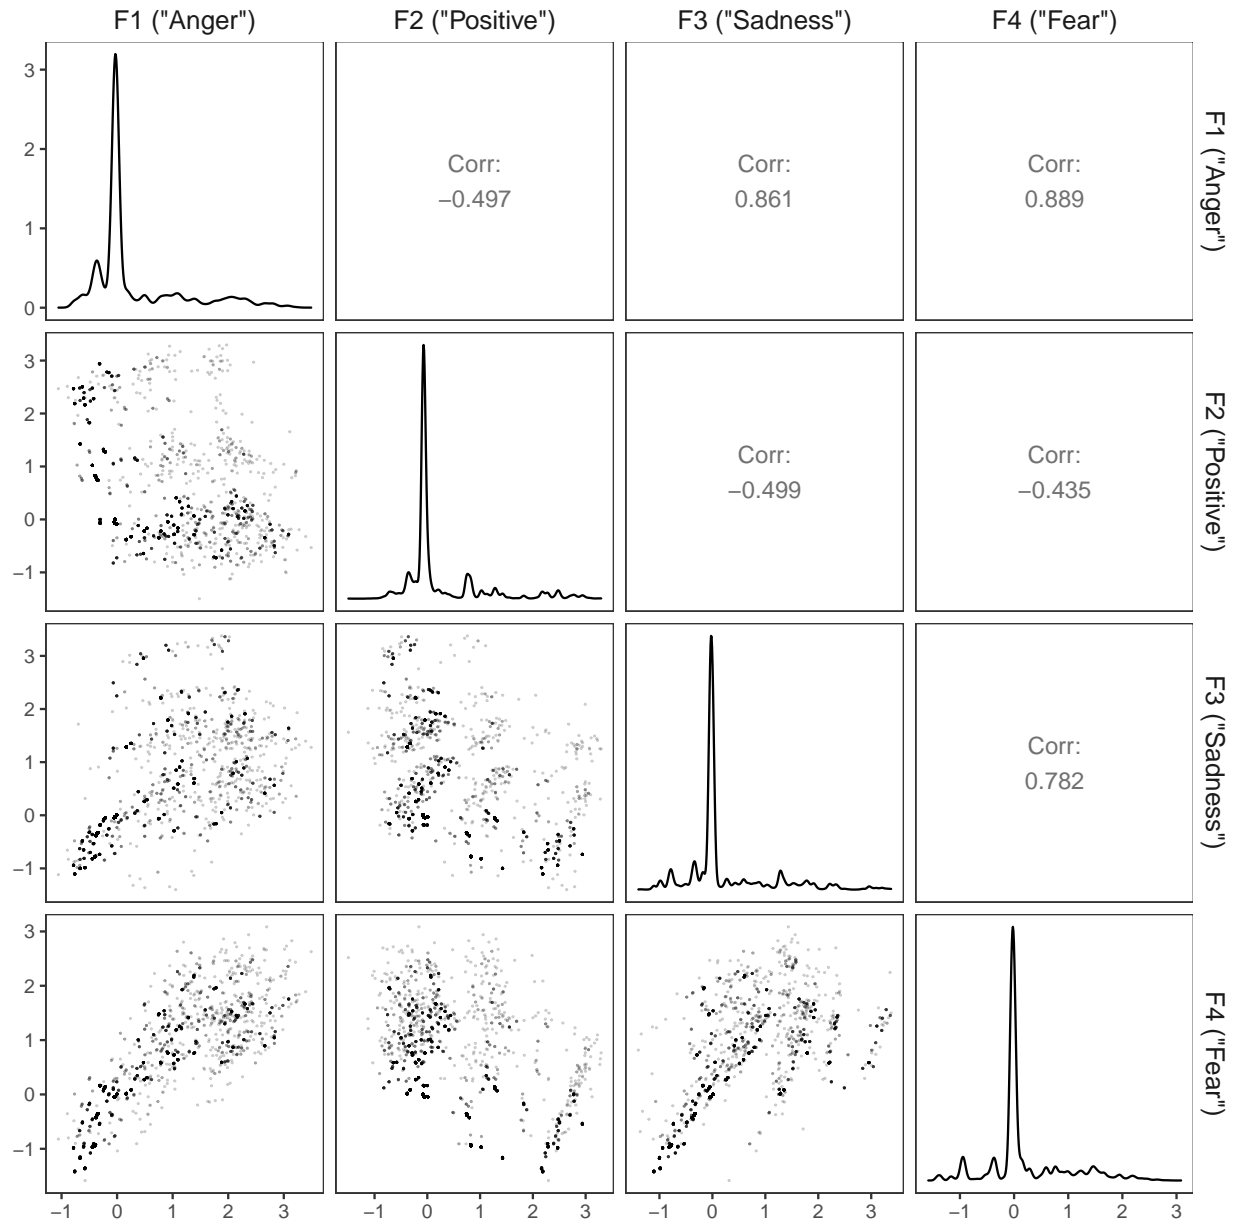 F1 ("Anger") F2 ("Positive") F3 ("Sadness") F4 ("Fear")
3
2
1
0
Corr:
−0.497
Corr:
0.861
Corr:
0.889
F1 ("Anger")
3
2
1
0
−1
Corr:
−0.499
Corr:
−0.435
F2 ("Positive")
3
2
1
0
−1
Corr:
0.782
F3 ("Sadness")
3
2
1
0
−1
F4 ("Fear")
−1 0 1 2 3 −1 0 1 2 3 −1 0 1 2 3 −1 0 1 2 3